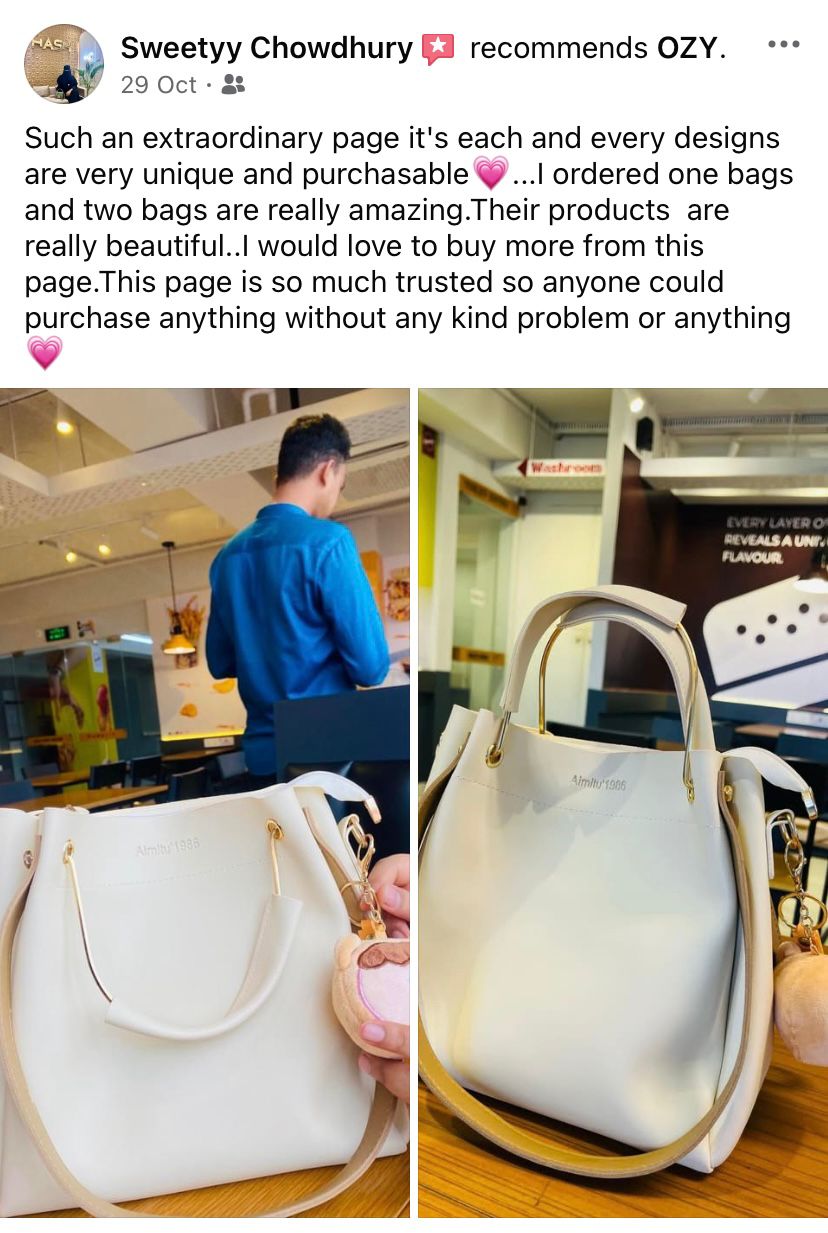 Sweetyy Chowdhury recommends OZY.
29 Oct ·
Such an extraordinary page it's each and every designs
are very unique and purchasable💗...I ordered one bags
and two bags are really amazing.Their products are
really beautiful..I would love to buy more from this
page.This page is so much trusted so anyone could
purchase anything without any kind problem or anything
💗
Aimitu'1986
Washroom
EVERY LAYER O
REVEALS A UNI
FLAVOUR.
Aimitu'1986